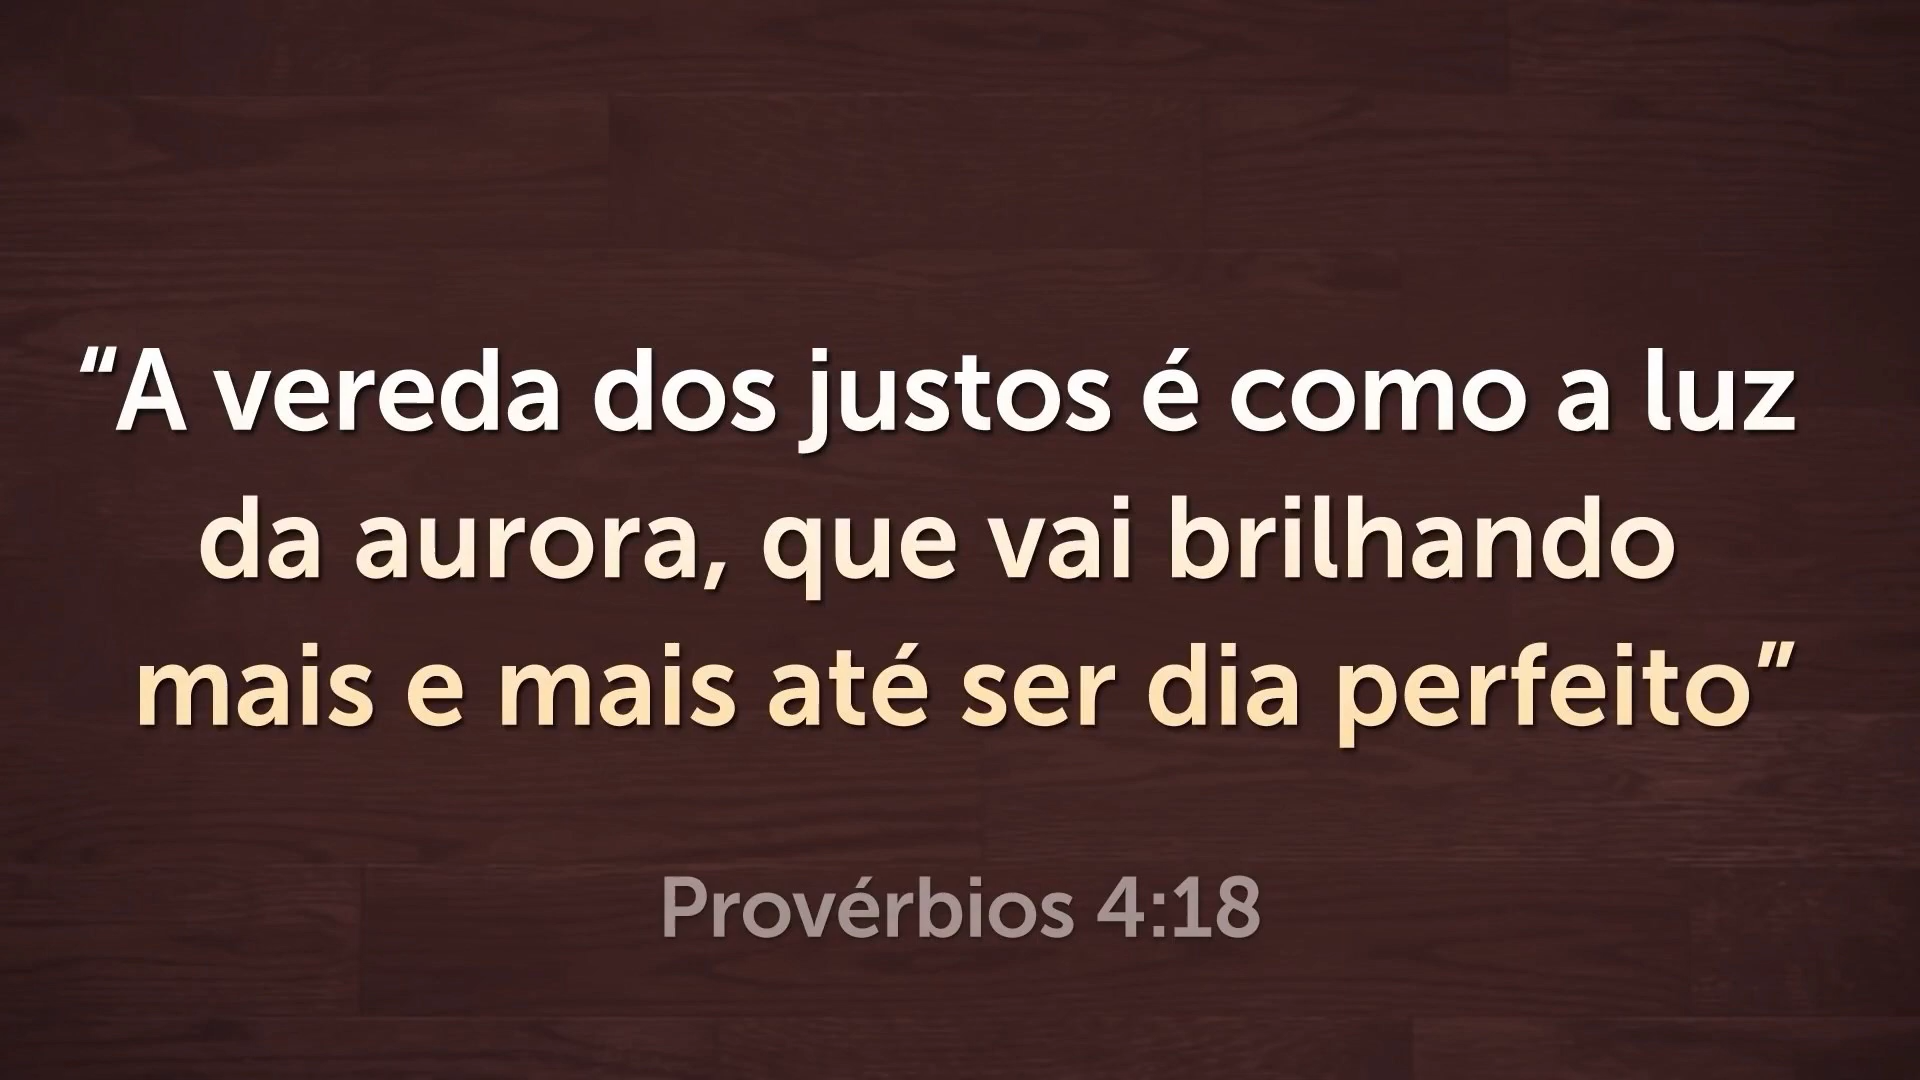 “A vereda dos justos é como a luz
da aurora, que vai brilhando
mais e mais até ser dia perfeito”
Provérbios 4:18